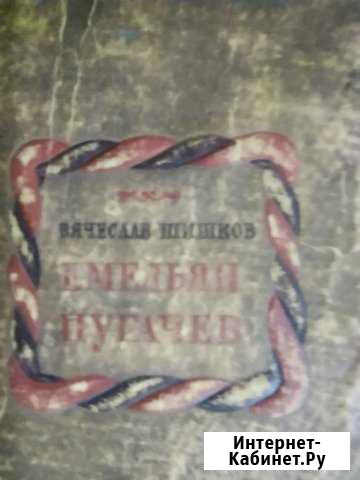 ВЯЧЕСЛАВ ШИШКОВ
ЕМЕЛЬЯН
ПУГАЧЕВ
Интернет-
Кабинет.Ру